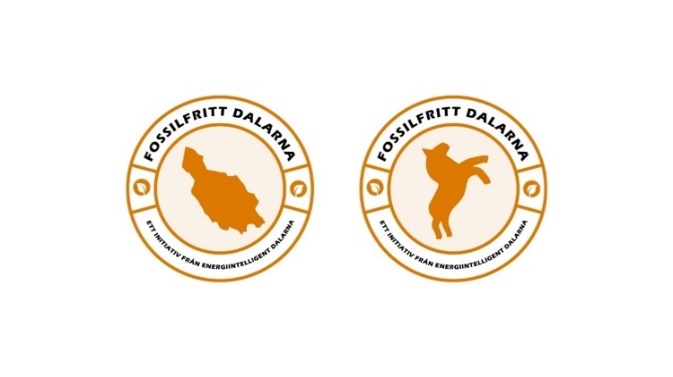 FOSSILFRITT DALARNA
ETT INITIATIV FRÅN ENERGIINTELLIGENT DALARNA
FOSSILFRITT DALARNA
ETT INITIATIV FRÅN ENERGIINTELLIGENT DALARNA